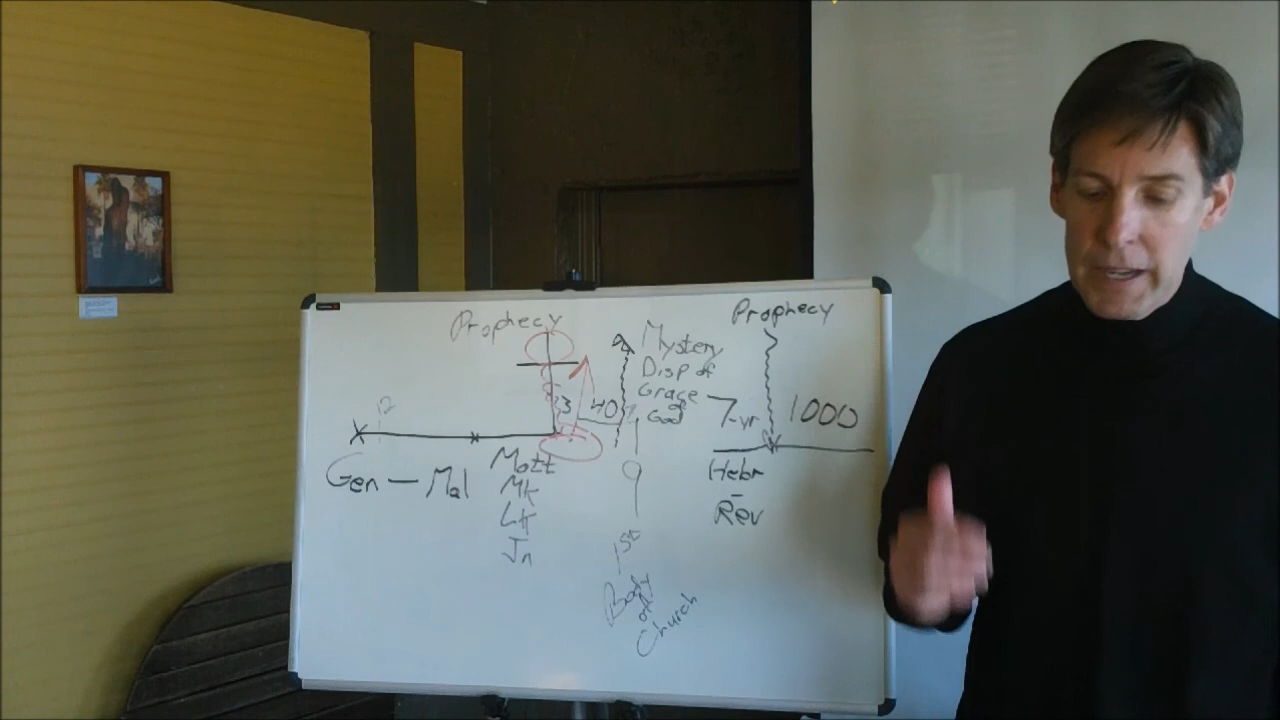 Prophecy
Prophecy
Mystery
Disp of
Grace
God
3
40
7-yr
1000
12
Gen — Mal
Matt
Mk
Lk
Jn
Hebr
–
Rev
9
1st
Body
of
Church